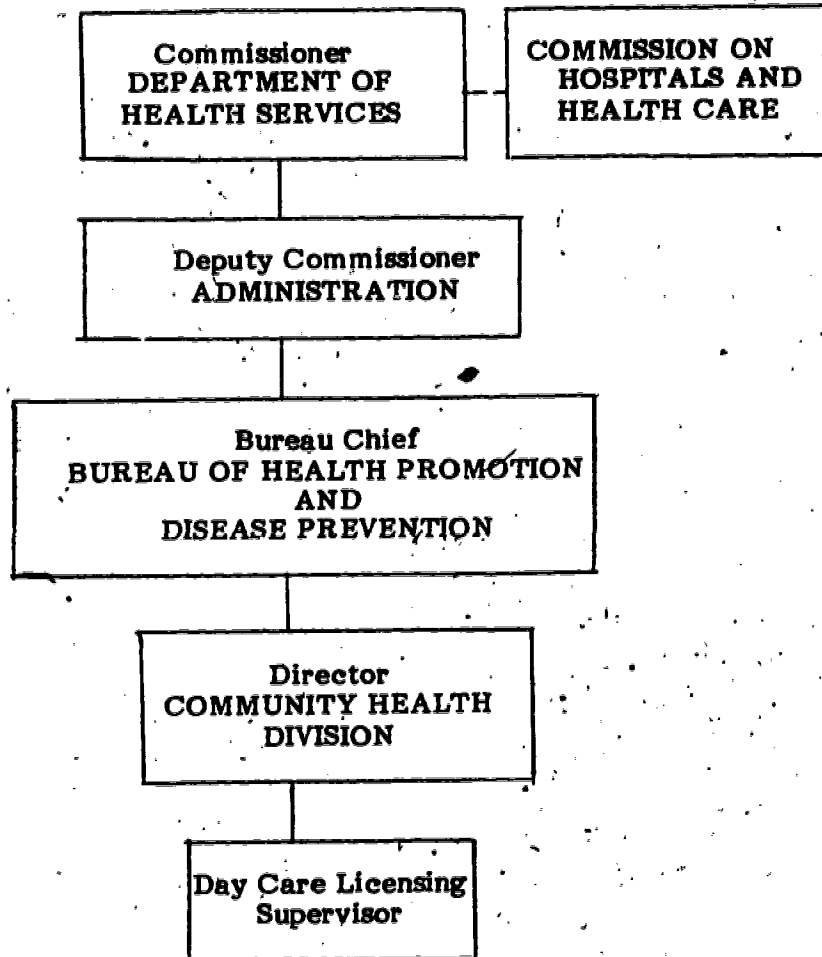 Commissioner
DEPARTMENT OF
HEALTH SERVICES
COMMISSION ON
HOSPITALS AND
HEALTH CARE
Deputy Commissioner
ADMINISTRATION
Bureau Chief
BUREAU OF HEALTH PROMOTION
AND
DISEASE PREVENTION
Director
COMMUNITY HEALTH
DIVISION
Day Care Licensing
Supervisor